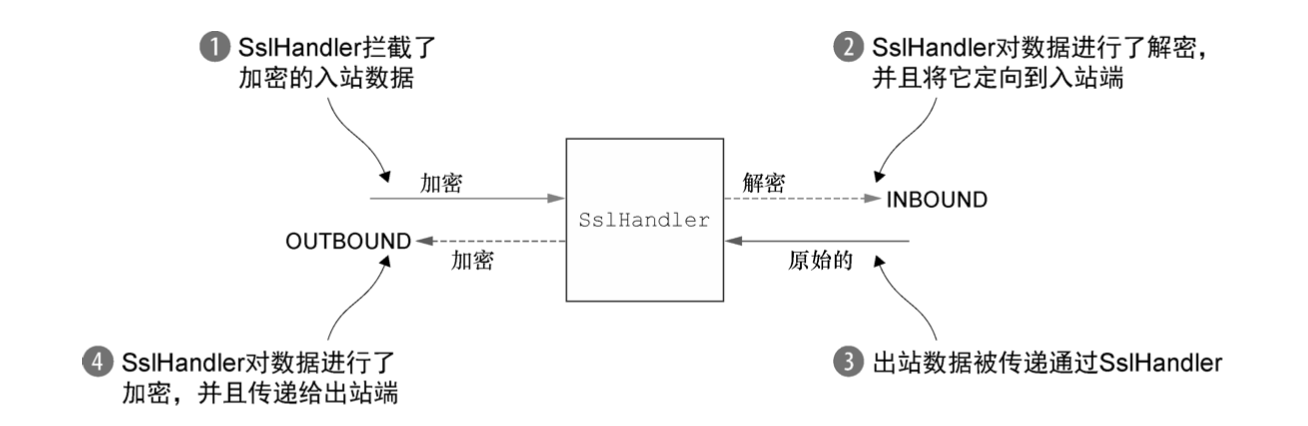 1 SslHandler拦截了
加密的入站数据
2 SslHandler对数据进行了解密，
并且将它定向到入站端
加密
解密
INBOUND
SslHandler
OUTBOUND
加密
原始的
4 SslHandler对数据进行了
加密，并且传递给出站端
3 出站数据被传递通过SslHandler